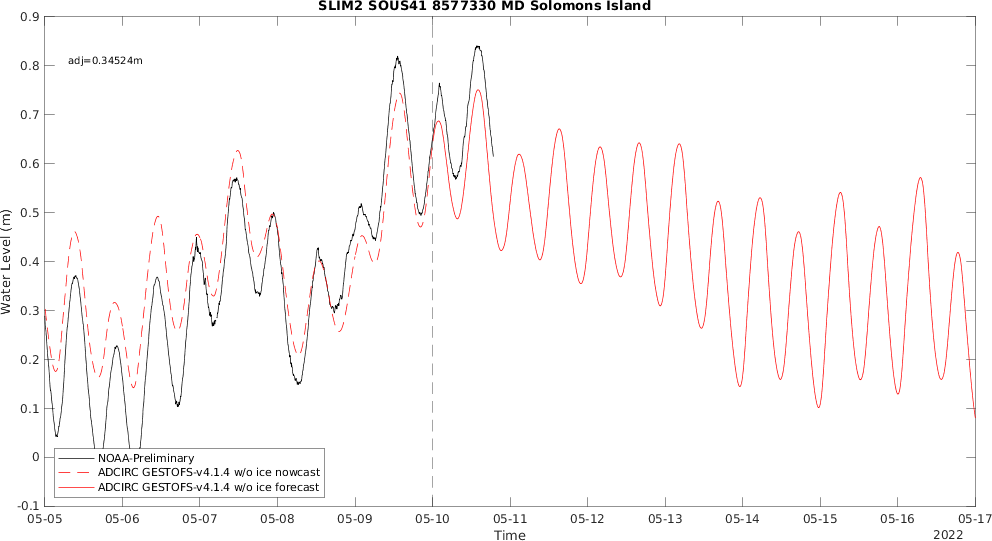 SLIM2 SOUS41 8577330 MD Solomons Island
adj=0.34524m
0.9
0.8
0.7
0.6
0.5
0.4
0.3
0.2
0.1
0
-0.1
Water Level (m)
NOAA-Preliminary
ADCIRC GESTOFS-v4.1.4 w/o ice nowcast
ADCIRC GESTOFS-v4.1.4 w/o ice forecast
05-05 05-06 05-07 05-08 05-09 05-10 05-11 05-12 05-13 05-14 05-15 05-16 05-17
Time
2022